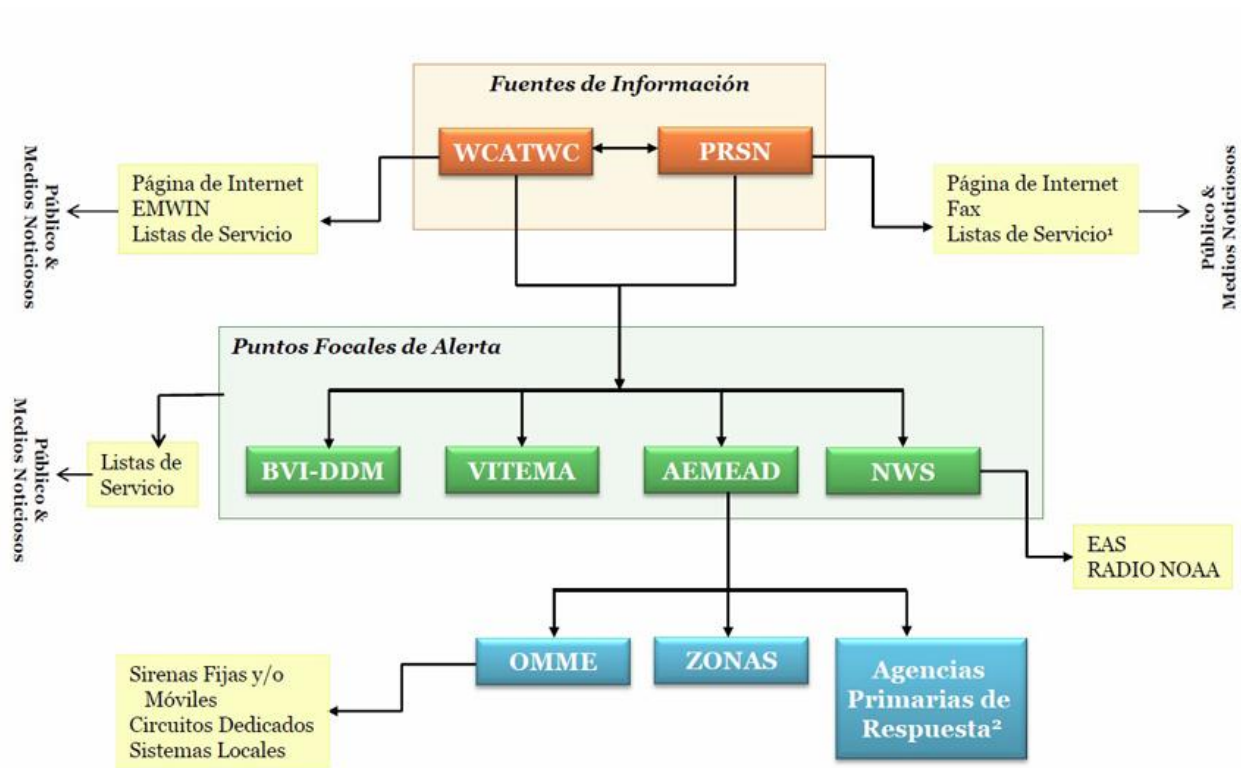 Fuentes de Información
WCATWC
PRSN
Público &
Medios Noticiosos
Página de Internet
EMWIN
Listas de Servicio
Página de Internet
Fax
Listas de Servicio¹
Público &
Medios Noticiosos
Puntos Focales de Alerta
Público &
Medios Noticiosos
Listas de
Servicio
BVI-DDM
VITEMA
AEMEAD
NWS
EAS
RADIO NOAA
OMME
ZONAS
Agencias
Primarias de
Respuesta²
Sirenas Fijas y/o
Móviles
Circuitos Dedicados
Sistemas Locales